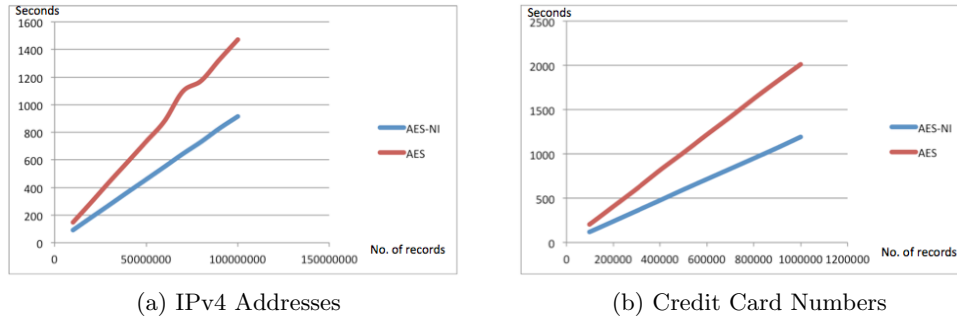 Seconds
1600
1400
1200
1000
800
600
400
200
0
0 50000000 100000000 150000000
No. of records
AES-NI
AES
(a) IPv4 Addresses
Seconds
2500
2000
1500
1000
500
0
0 200000 400000 600000 800000 1000000 1200000
No. of records
AES-NI
AES
(b) Credit Card Numbers